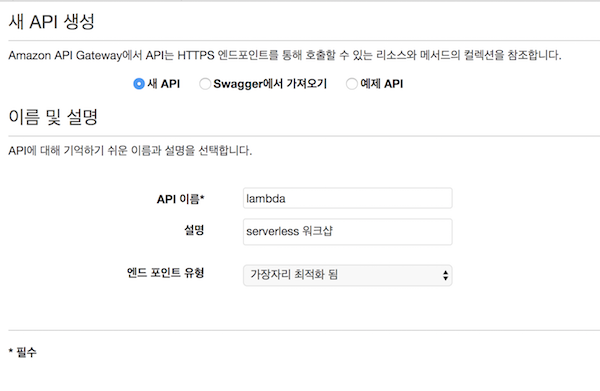 새 API 생성
Amazon API Gateway에서 API는 HTTPS 엔드포인트를 통해 호출할 수 있는 리소스와 메서드의 컬렉션을 참조합니다.
새 API Swagger에서 가져오기 예제 API
이름 및 설명
API에 대해 기억하기 쉬운 이름과 설명을 선택합니다.
API 이름* lambda
설명 serverless 워크샵
엔드 포인트 유형 가장자리 최적화 됨
* 필수